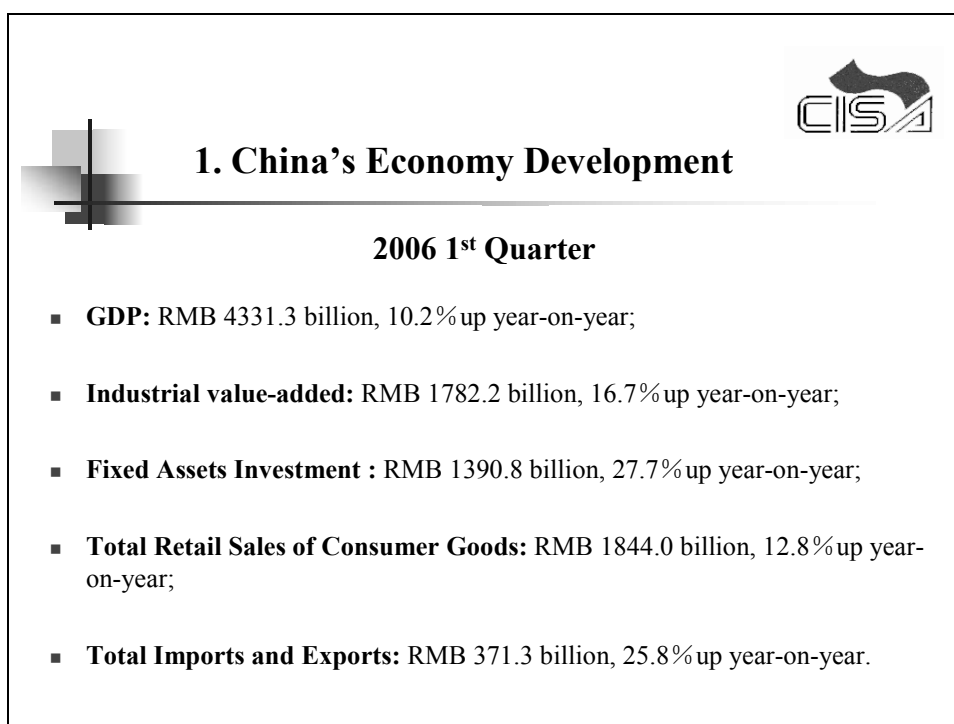 CISA
1. China’s Economy Development
2006 1st Quarter
■ GDP: RMB 4331.3 billion, 10.2％up year-on-year;
■ Industrial value-added: RMB 1782.2 billion, 16.7％up year-on-year;
■ Fixed Assets Investment : RMB 1390.8 billion, 27.7％up year-on-year;
■ Total Retail Sales of Consumer Goods: RMB 1844.0 billion, 12.8％up year-
on-year;
■ Total Imports and Exports: RMB 371.3 billion, 25.8％up year-on-year.